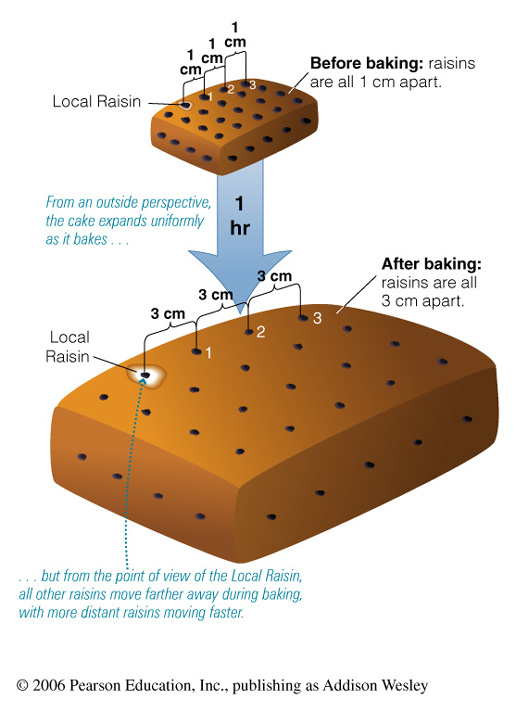 1
cm
1
cm
1
cm
Before baking: raisins
are all 1 cm apart.
Local Raisin
1
2
3
From an outside perspective,
the cake expands uniformly
as it bakes . . .
1
hr
After baking:
raisins are all
3 cm apart.
3 cm
3 cm
3 cm
Local
Raisin
1
2
3
. . . but from the point of view of the Local Raisin,
all other raisins move farther away during baking,
with more distant raisins moving faster.
© 2006 Pearson Education, Inc., publishing as Addison Wesley